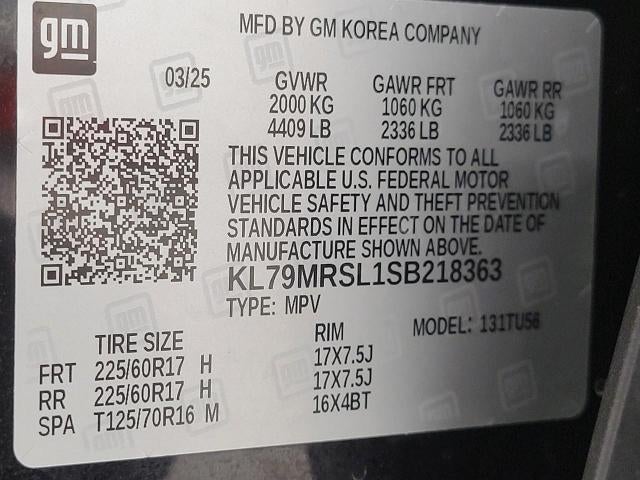 gm
MFD BY GM KOREA COMPANY
03/25 GVWR GAWR FRT GAWR RR
2000 KG 1060 KG 1060 KG
4409 LB 2336 LB 2336 LB
THIS VEHICLE CONFORMS TO ALL
APPLICABLE U.S. FEDERAL MOTOR
VEHICLE SAFETY AND THEFT PREVENTION
STANDARDS IN EFFECT ON THE DATE OF
MANUFACTURE SHOWN ABOVE.
KL79MRSL1SB218363
TYPE: MPV
TIRE SIZE RIM MODEL: 131TU56
FRT 225/60R17 H 17X7.5J
RR 225/60R17 H 17X7.5J
SPA T125/70R16 M 16X4BT